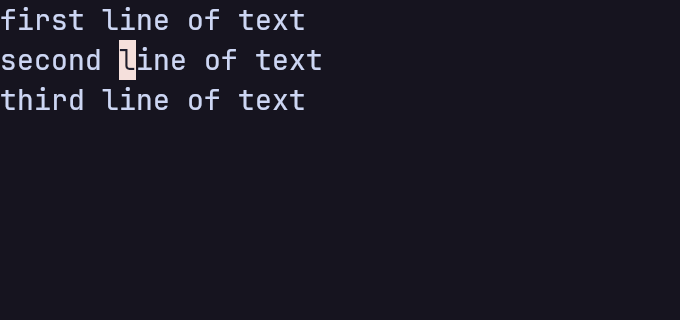 first line of text
second line of text
third line of text